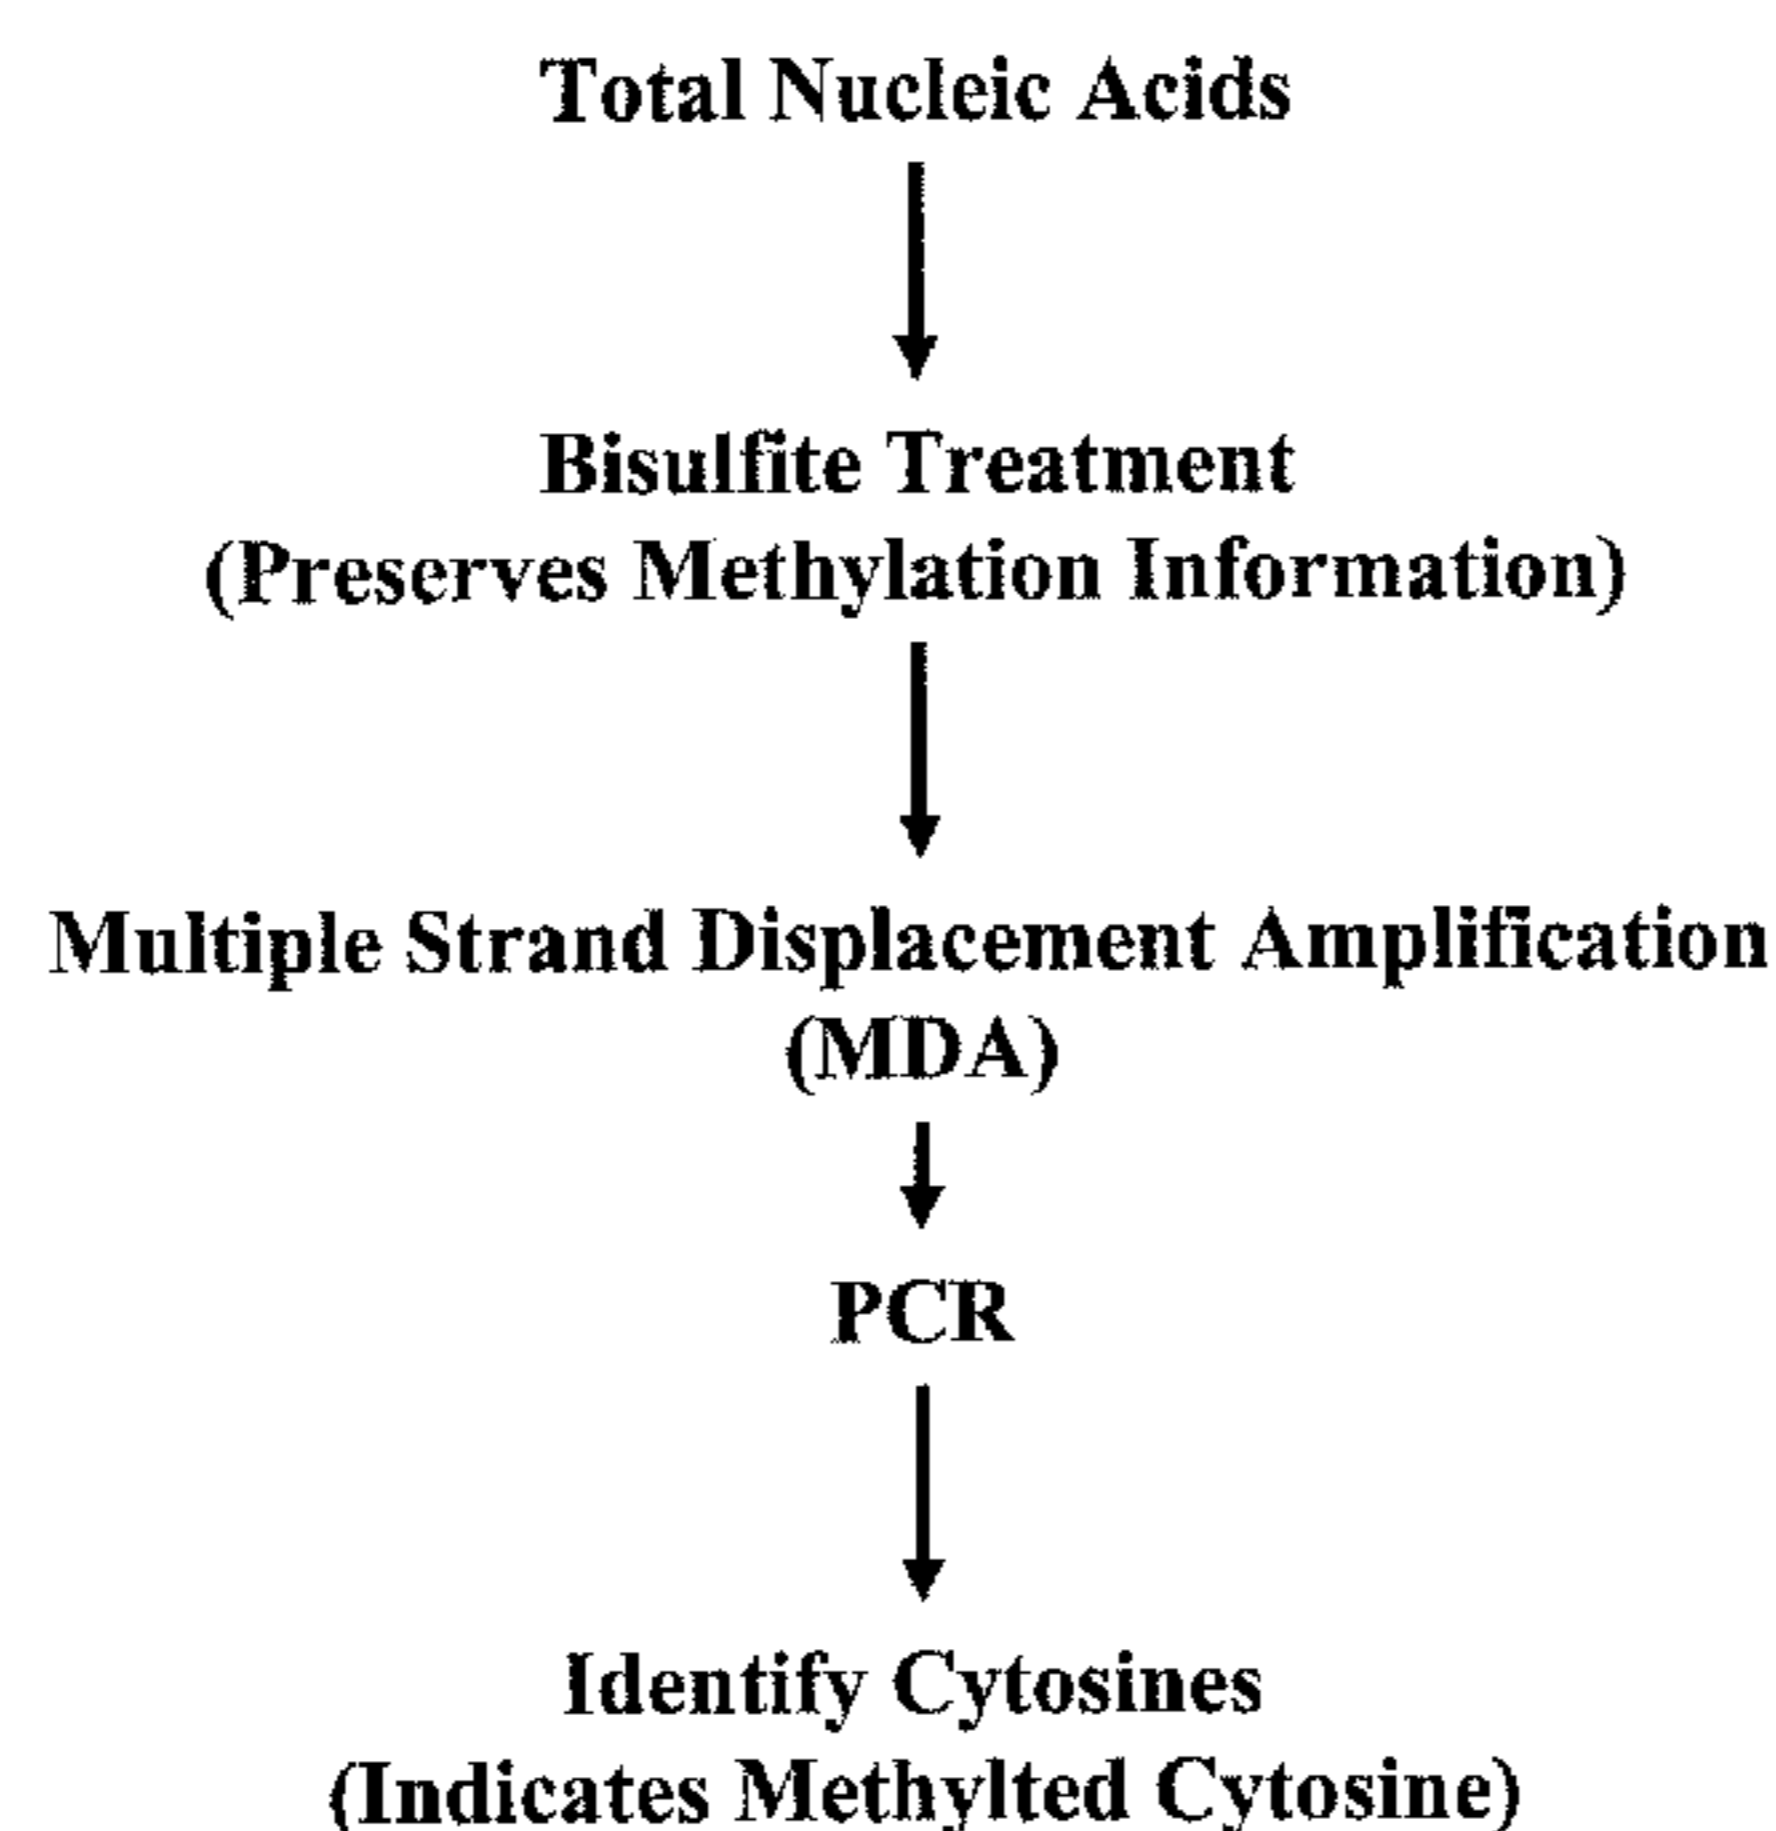 Total Nucleic Acids
Bisulfite Treatment
(Preserves Methylation Information)
Multiple Strand Displacement Amplification
(MDA)
PCR
Identify Cytosines
(Indicates Methylted Cytosine)